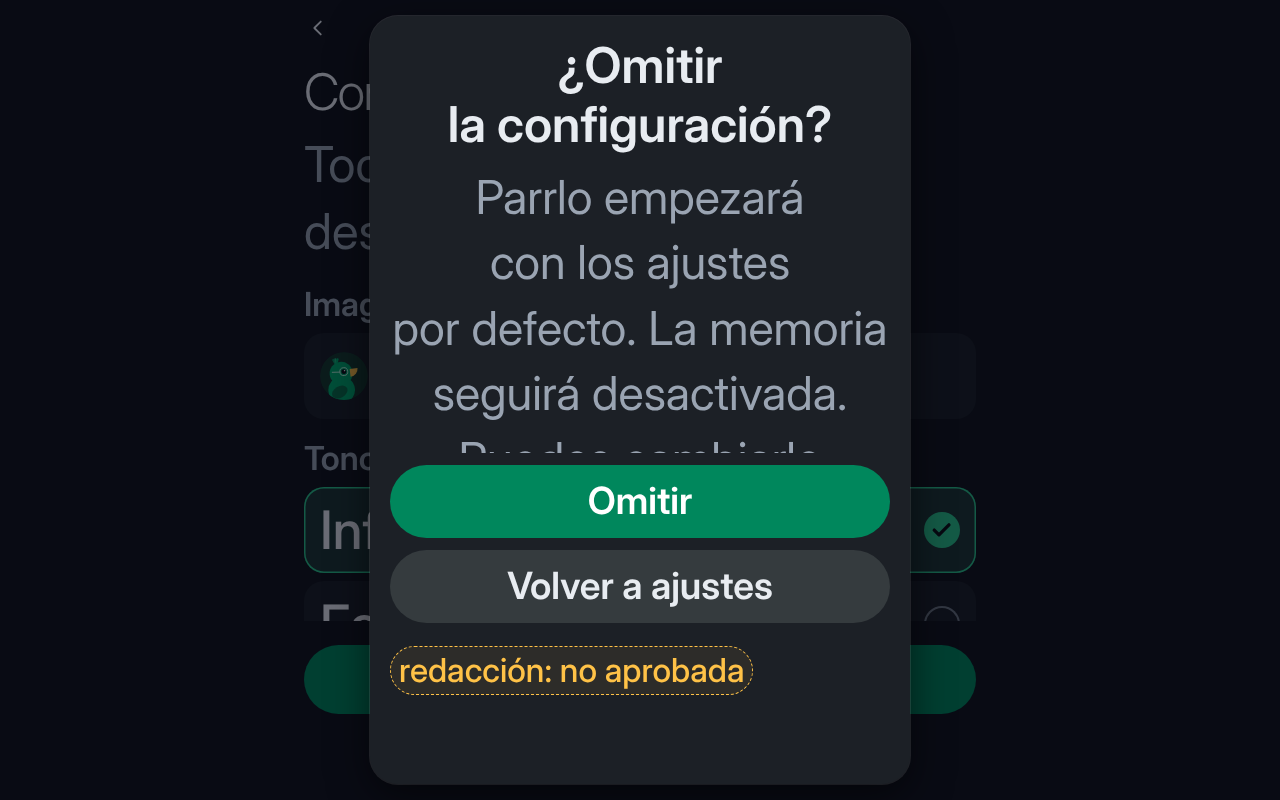 ¿Omitir
la configuración?
Parrlo empezará
con los ajustes
por defecto. La memoria
seguirá desactivada.
Omitir
Volver a ajustes
redacción: no aprobada